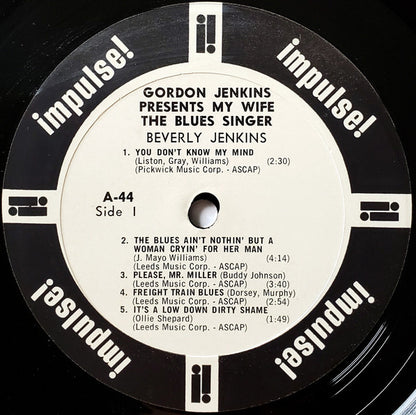 impulse!
impulse!
GORDON JENKINS
PRESENTS MY WIFE
THE BLUES SINGER
BEVERLY JENKINS
1. YOU DON'T KNOW MY MIND
(Liston, Gray, Williams) (2:30)
(Pickwick Music Corp. - ASCAP)
A-44
Side 1
2. THE BLUES AIN'T NOTHIN' BUT A
WOMAN CRYIN' FOR HER MAN
(J. Mayo Williams) (4:14)
(Leeds Music Corp. - ASCAP)
3. PLEASE, MR. MILLER (Buddy Johnson)
(Leeds Music Corp. - ASCAP) (3:40)
4. FREIGHT TRAIN BLUES (Dorsey, Murphy)
(Leeds Music Corp. - ASCAP) (2:54)
5. IT'S A LOW DOWN DIRTY SHAME
(Ollie Shepard) (1:49)
(Leeds Music Corp. - ASCAP)
impulse!
impulse!